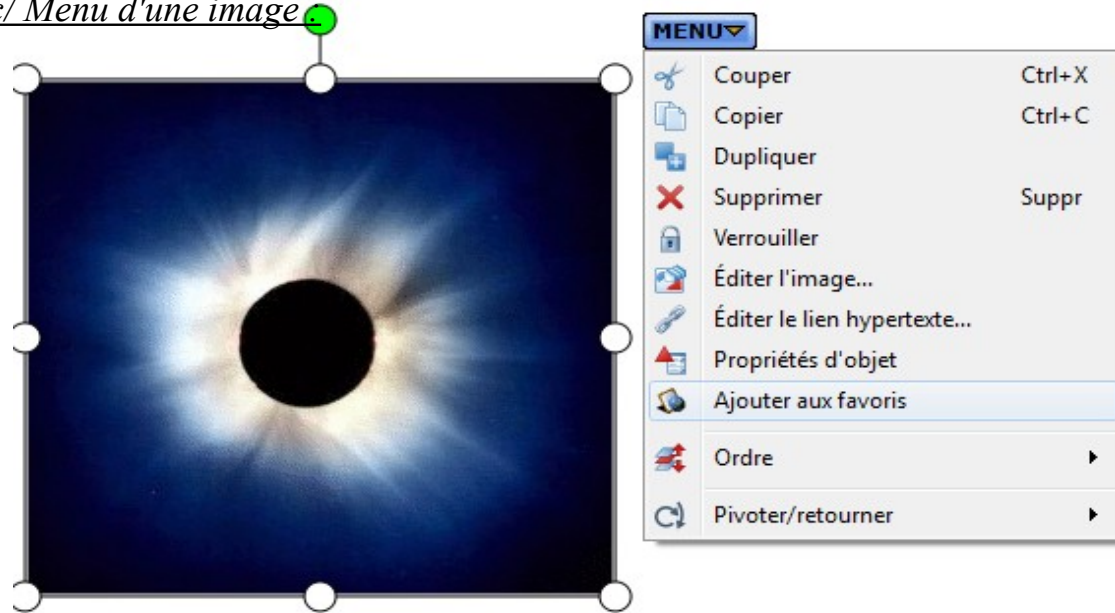 c/ Menu d'une image :
MENU
Couper Ctrl+X
Copier Ctrl+C
Dupliquer
Supprimer Suppr
Verrouiller
Éditer l'image...
Éditer le lien hypertexte...
Propriétés d'objet
Ajouter aux favoris
Ordre
Pivoter/retourner